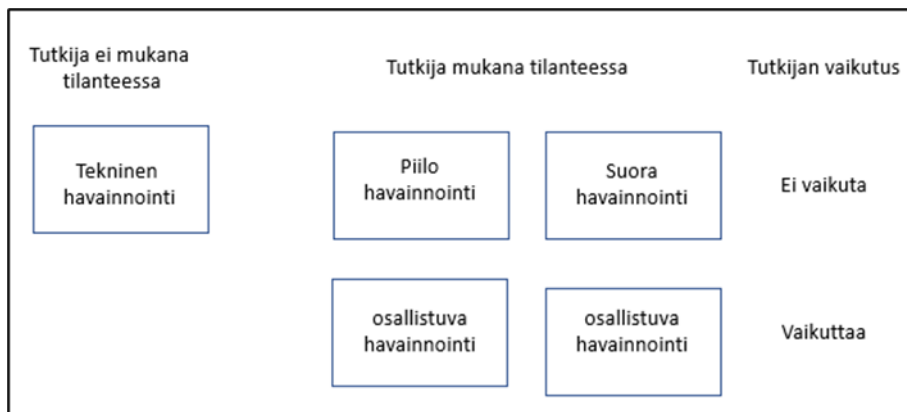 Tutkija ei mukana
tilanteessa
Tutkija mukana tilanteessa
Tutkijan vaikutus
Tekninen
havainnointi
Piilo
havainnointi
Suora
havainnointi
Ei vaikuta
osallistuva
havainnointi
osallistuva
havainnointi
Vaikuttaa